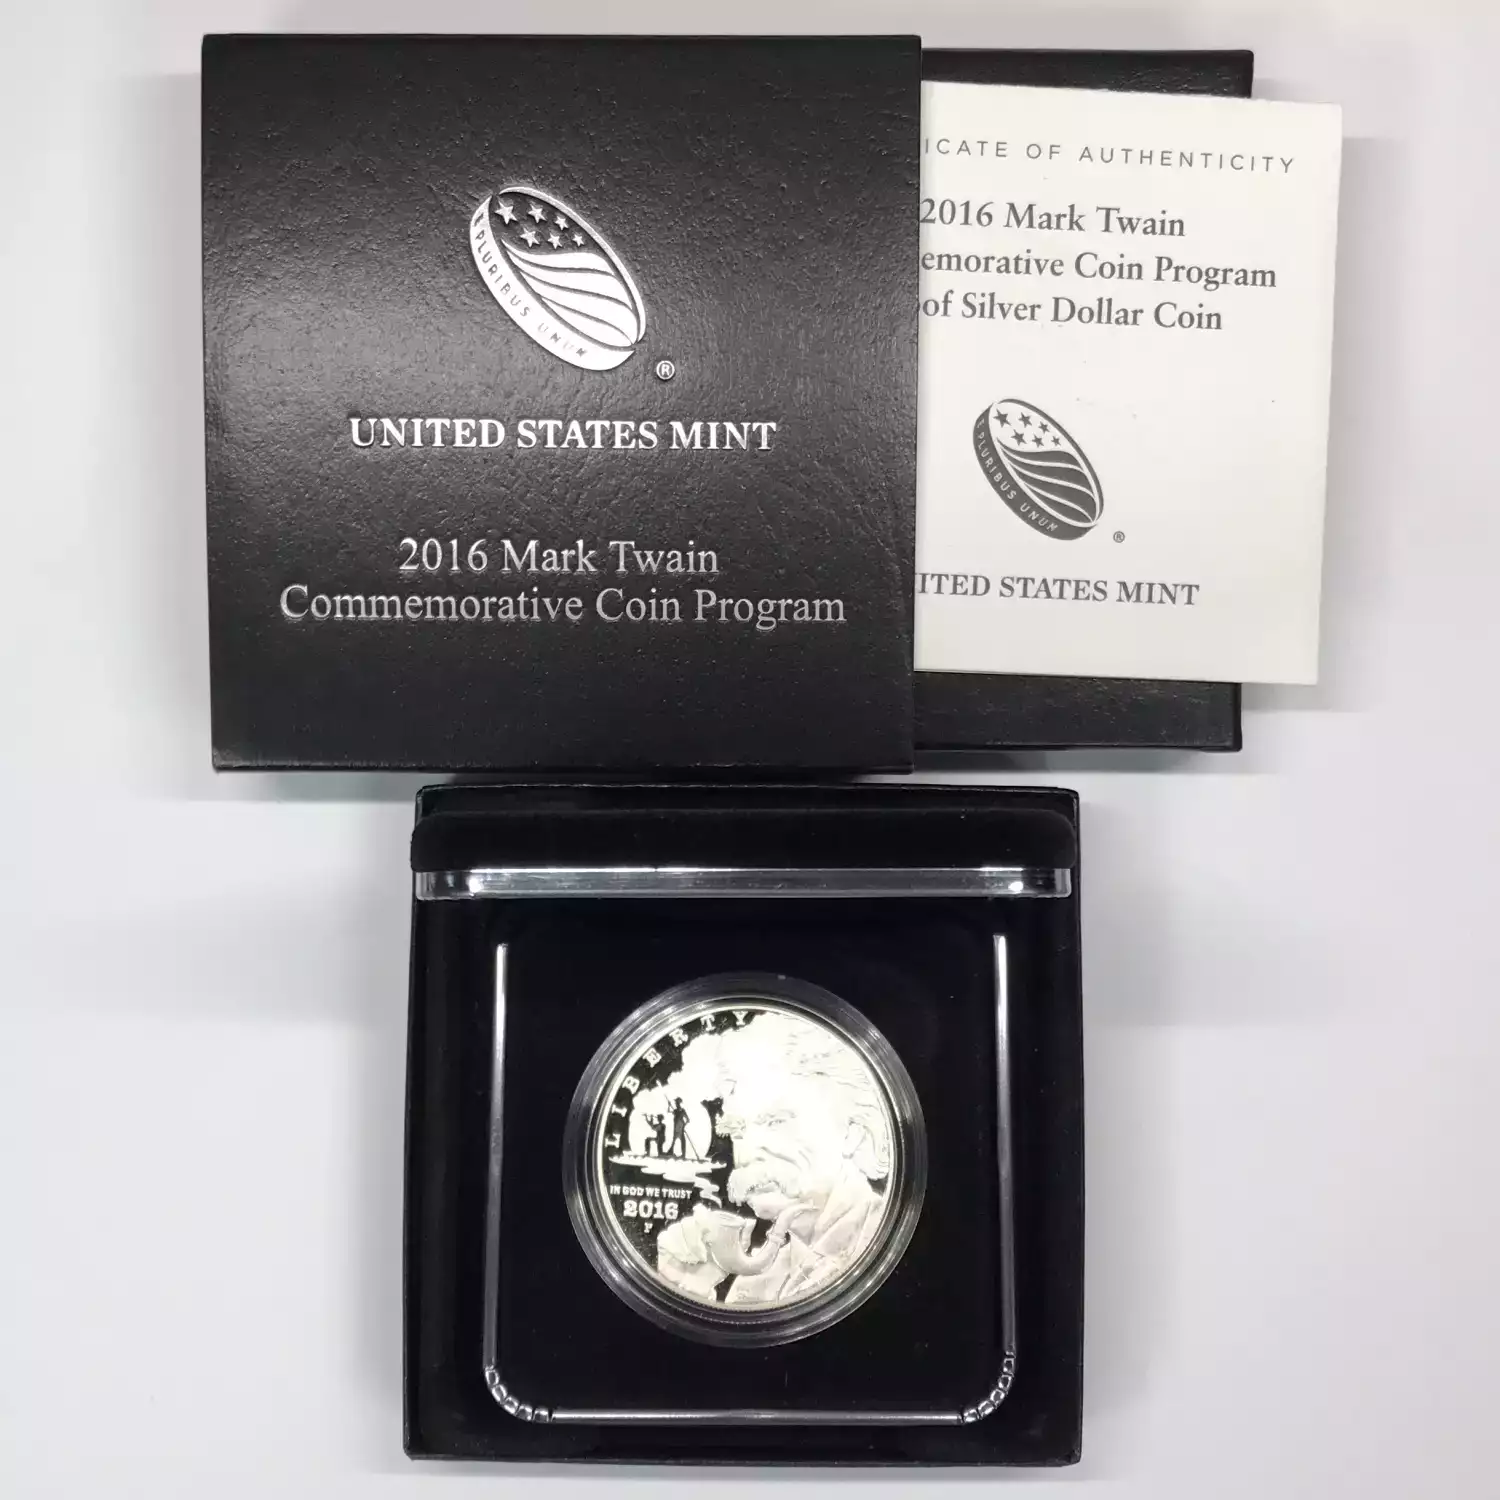 E PLURIBUS UNUM
®
UNITED STATES MINT
2016 Mark Twain
Commemorative Coin Program
ICATE OF AUTHENTICITY
2016 Mark Twain
emorative Coin Program
of Silver Dollar Coin
E PLURIBUS UNUM
®
ITED STATES MINT
LIBERTY
IN GOD WE TRUST
2016
P